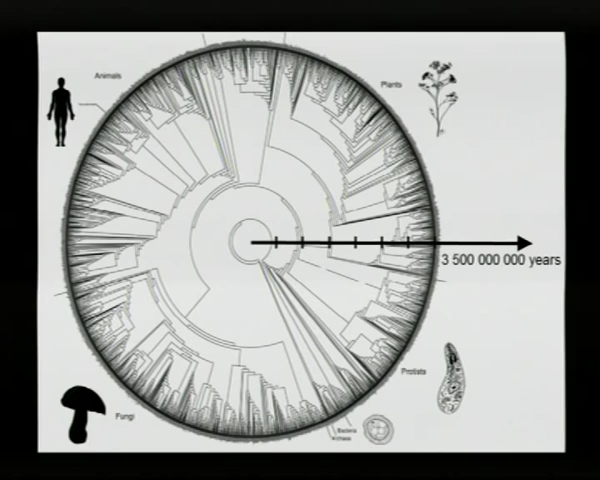 Animals
Plants
3 500 000 000 years
Protists
Fungi
Bacteria